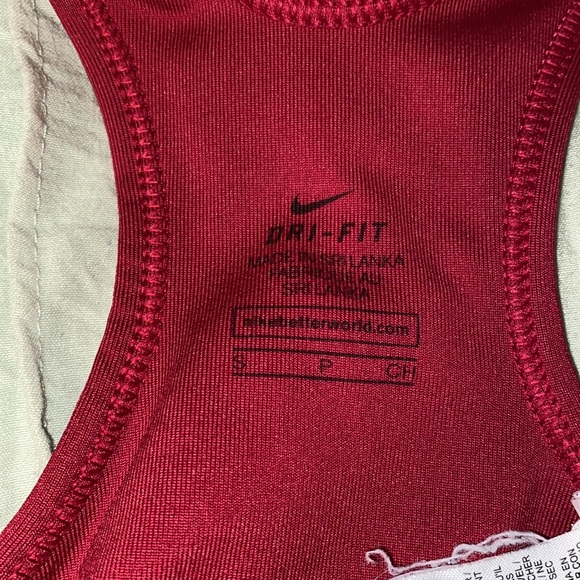 DRI-FIT
MADE IN SRI LANKA
FABRIQUÉ AU
SRI LANKA
nikebetterworld.com
S P CH